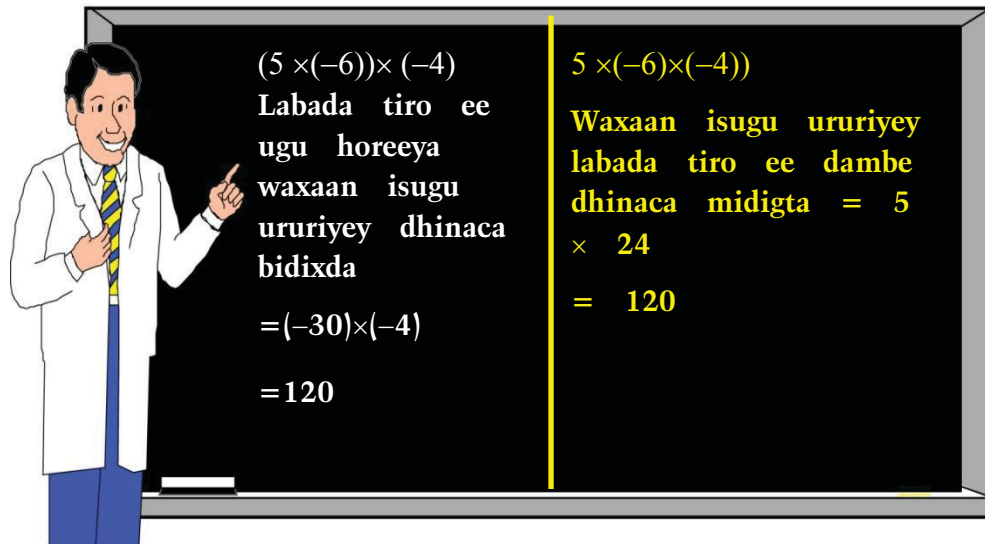 (5 ×(−6))× (−4)
Labada tiro ee
ugu horeeya
waxaan isugu
ururiyey dhinaca
bidixda
=(−30)×(−4)
=120
5 ×(−6)×(−4))
Waxaan isugu ururiyey
labada tiro ee dambe
dhinaca midigta = 5
× 24
= 120